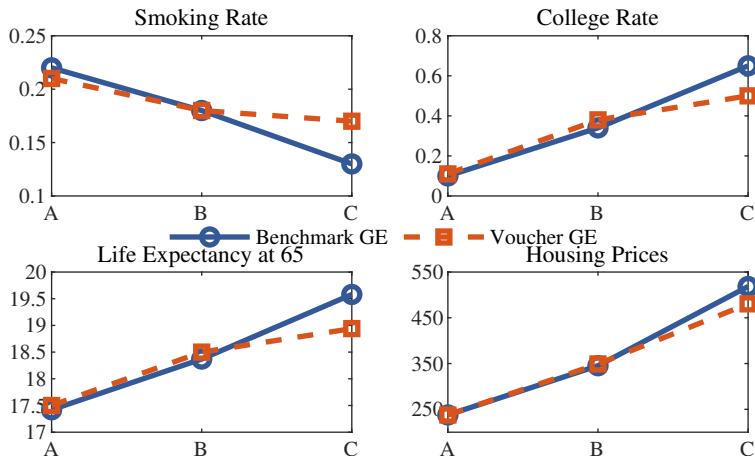 Smoking Rate
0.25
0.2
0.15
0.1
A B C
College Rate
0.8
0.6
0.4
0.2
0
A B C
Benchmark GE Voucher GE
Life Expectancy at 65
20
19.5
19
18.5
18
17.5
17
A B C
Housing Prices
550
450
350
250
A B C